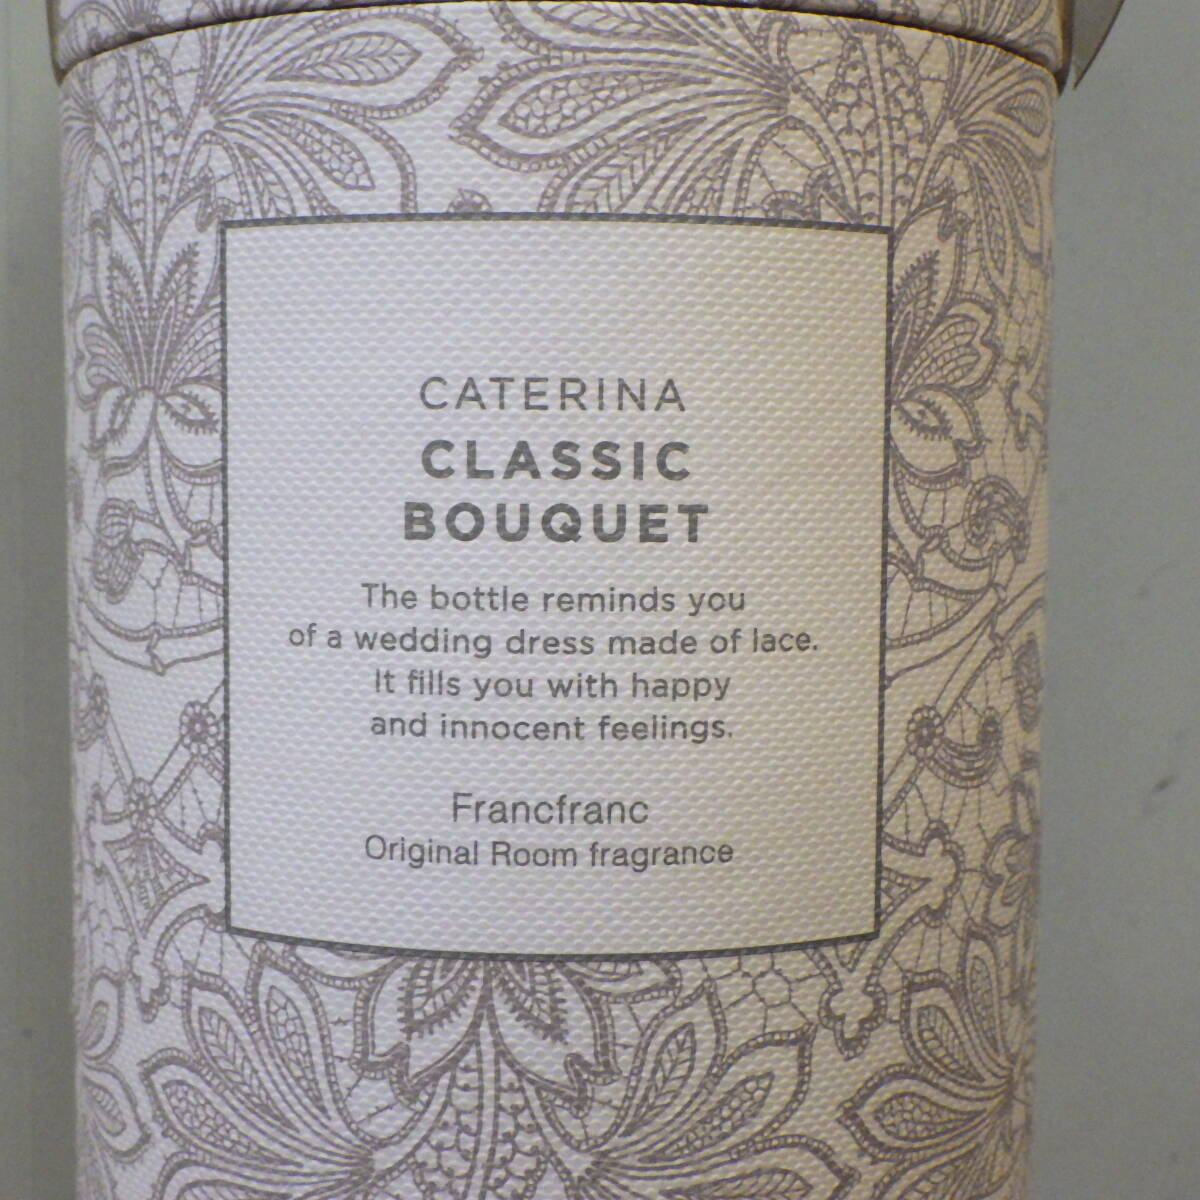 CATERINA
CLASSIC
BOUQUET
The bottle reminds you
of a wedding dress made of lace.
It fills you with happy
and innocent feelings.
Francfranc
Original Room fragrance